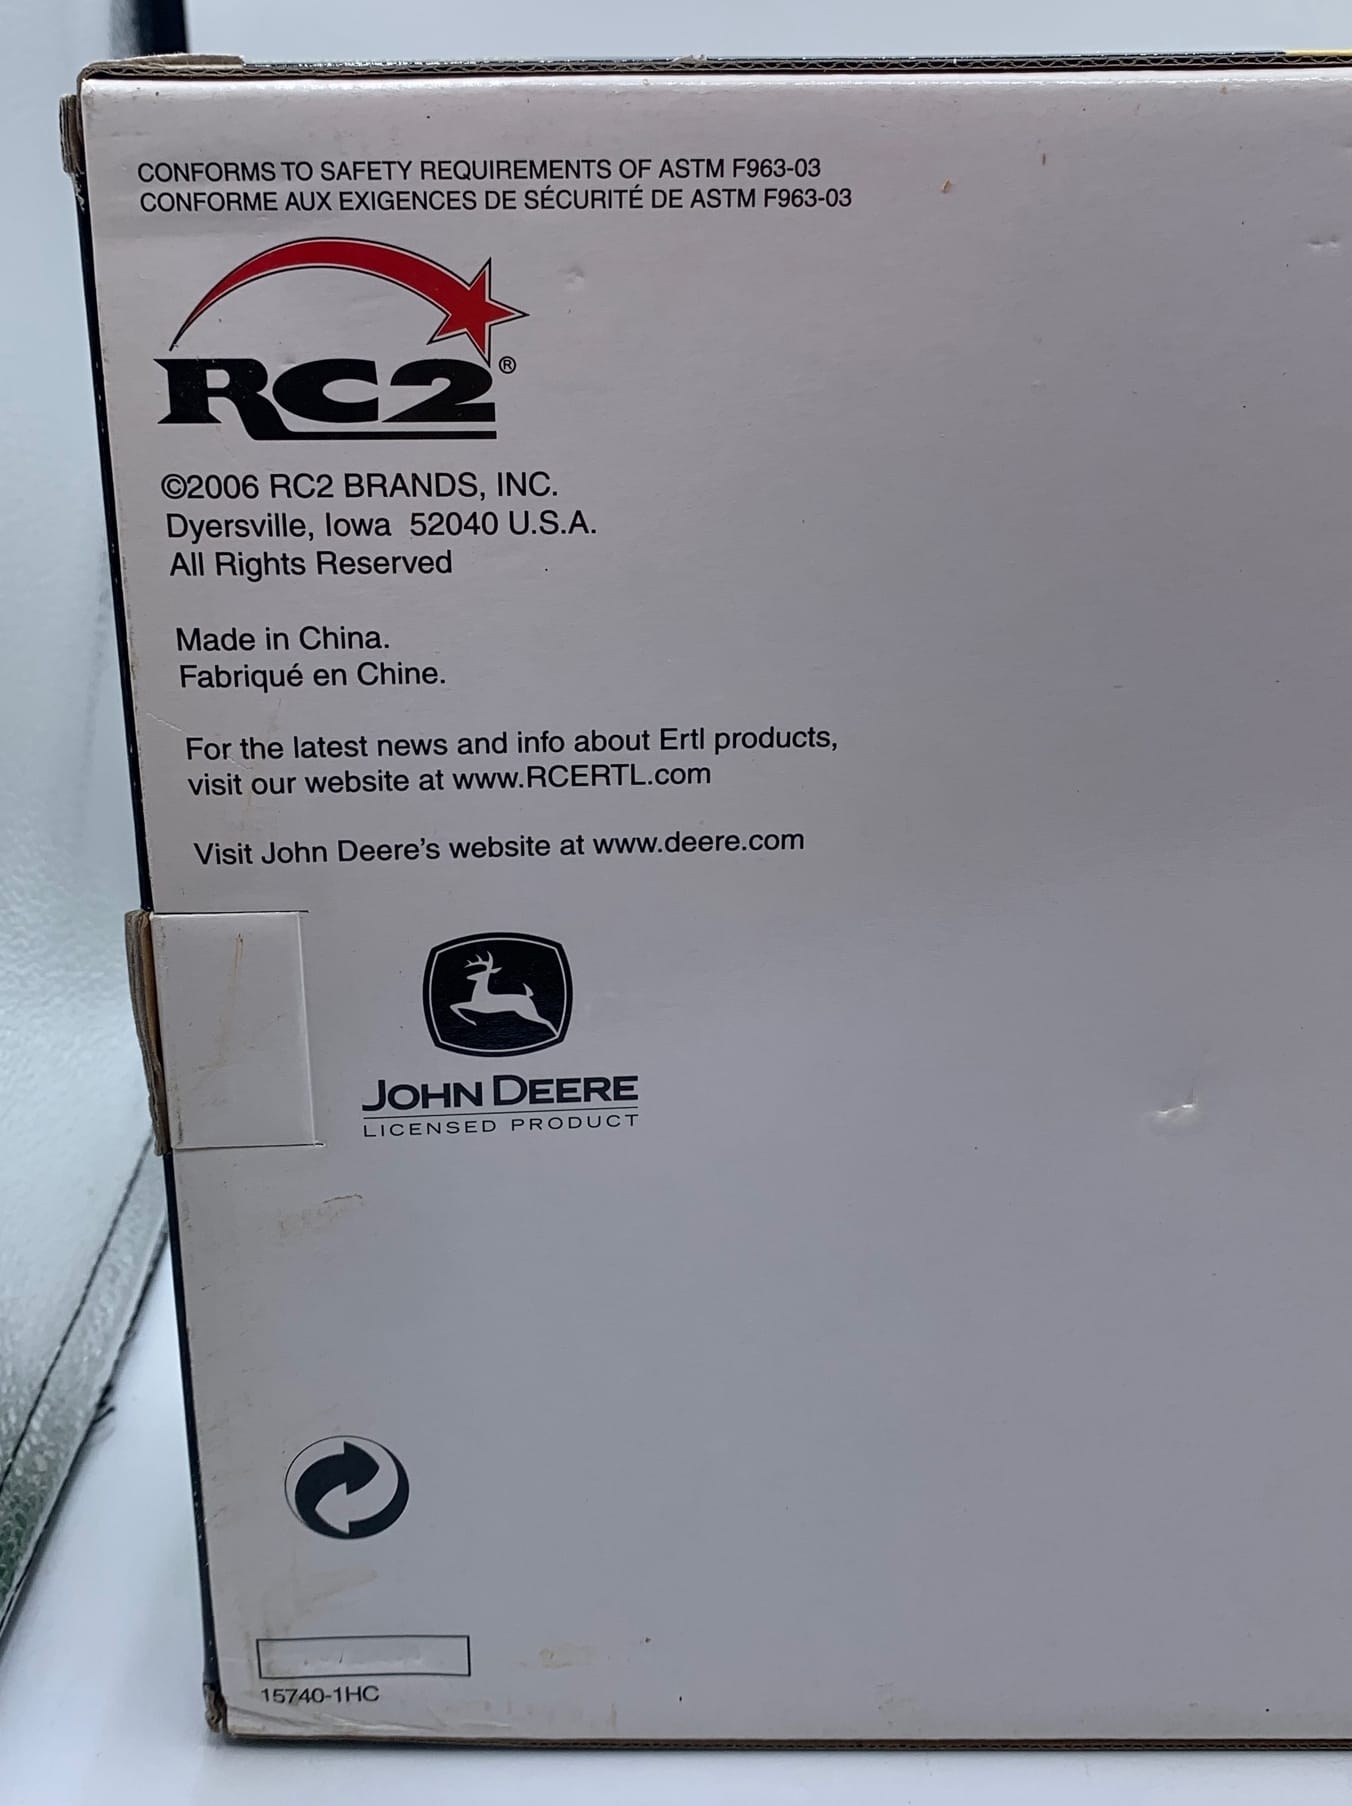 CONFORMS TO SAFETY REQUIREMENTS OF ASTM F963-03
CONFORME AUX EXIGENCES DE SÉCURITÉ DE ASTM F963-03
RC2®
©2006 RC2 BRANDS, INC.
Dyersville, Iowa 52040 U.S.A.
All Rights Reserved
Made in China.
Fabriqué en Chine.
For the latest news and info about Ertl products,
visit our website at www.RCERTL.com
Visit John Deere’s website at www.deere.com
JOHN DEERE
LICENSED PRODUCT
15740-1HC